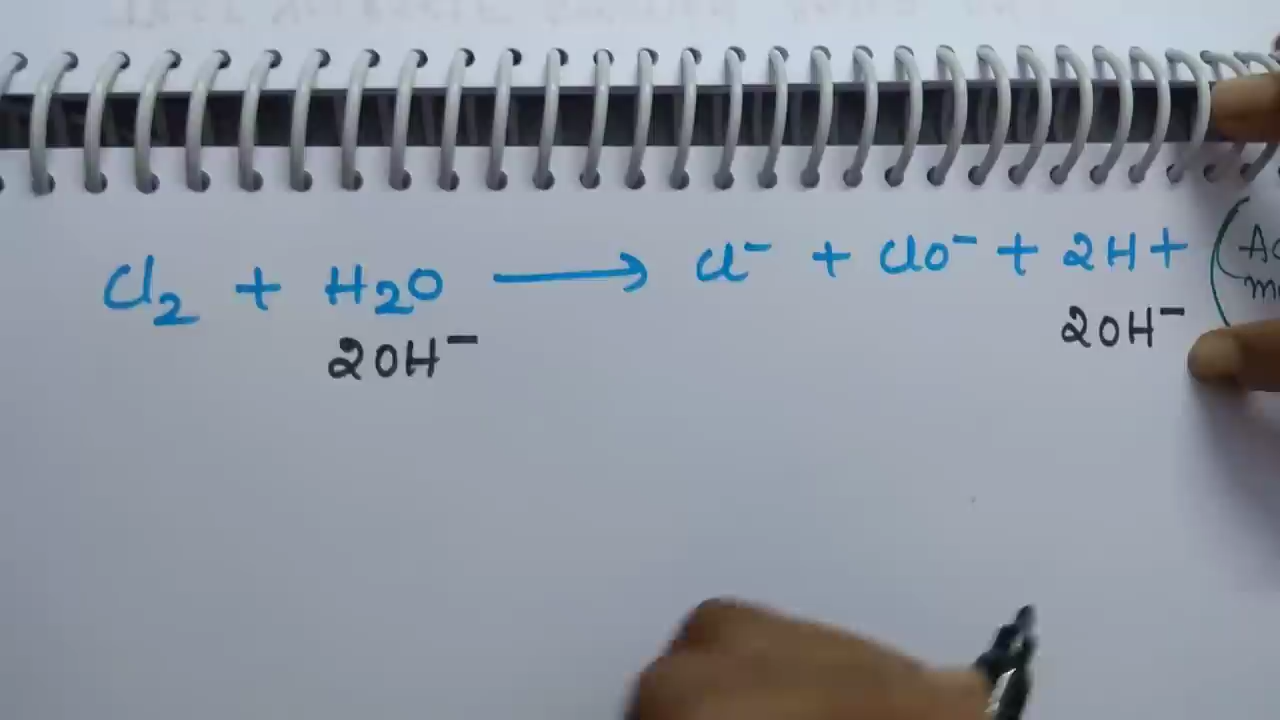 Cl2 + H2O ⟶ Cl⁻ + ClO⁻ + 2H+
2OH⁻ 2OH⁻